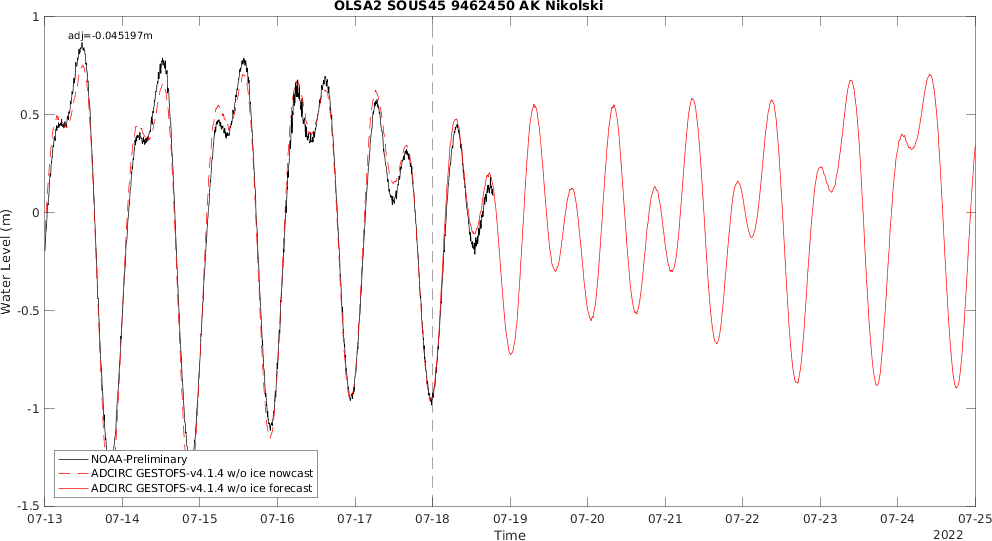 OLSA2 SOUS45 9462450 AK Nikolski
adj=-0.045197m
1
0.5
0
-0.5
-1
-1.5
Water Level (m)
NOAA-Preliminary
ADCIRC GESTOFS-v4.1.4 w/o ice nowcast
ADCIRC GESTOFS-v4.1.4 w/o ice forecast
07-13 07-14 07-15 07-16 07-17 07-18 07-19 07-20 07-21 07-22 07-23 07-24 07-25
Time
2022